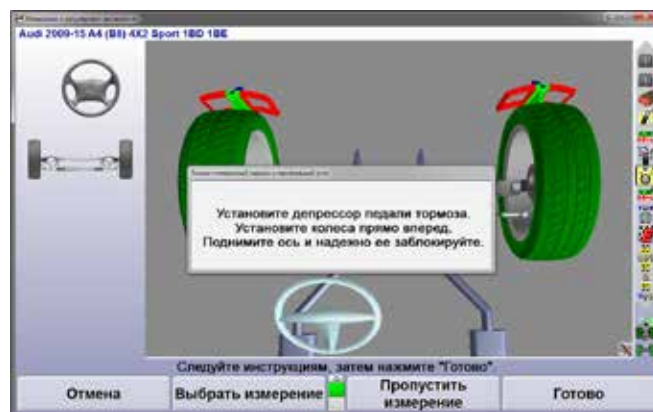 Audi 2009-15 A4 (B8) 4X2 Sport 1BD 1BE
Установите депрессор педали тормоза.
Установите колеса прямо вперед.
Поднимите ось и надежно ее заблокируйте.
Следуйте инструкциям, затем нажмите "Готово".
Отмена
Выбрать измерение
Пропустить
измерение
Готово